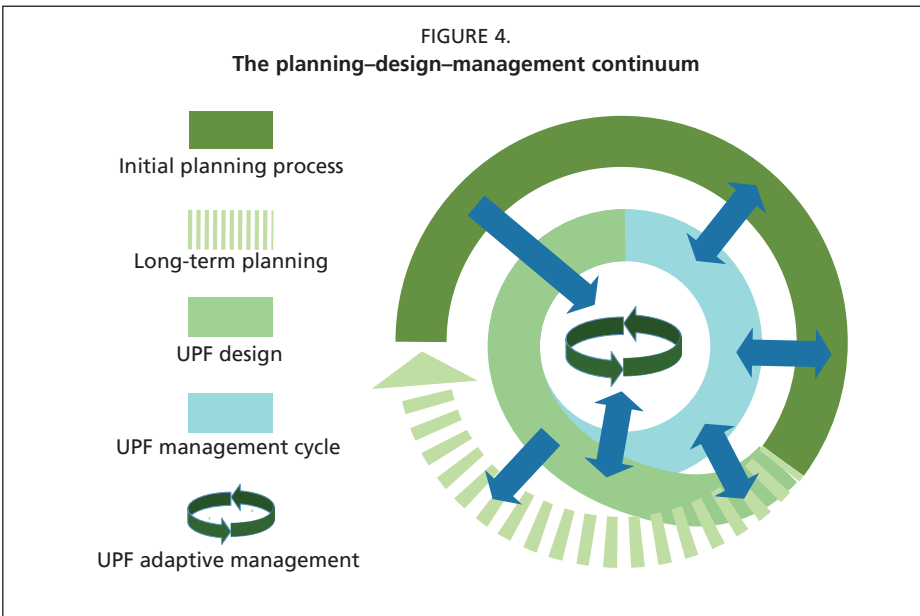 FIGURE 4.
The planning–design–management continuum
Initial planning process
Long-term planning
UPF design
UPF management cycle
UPF adaptive management